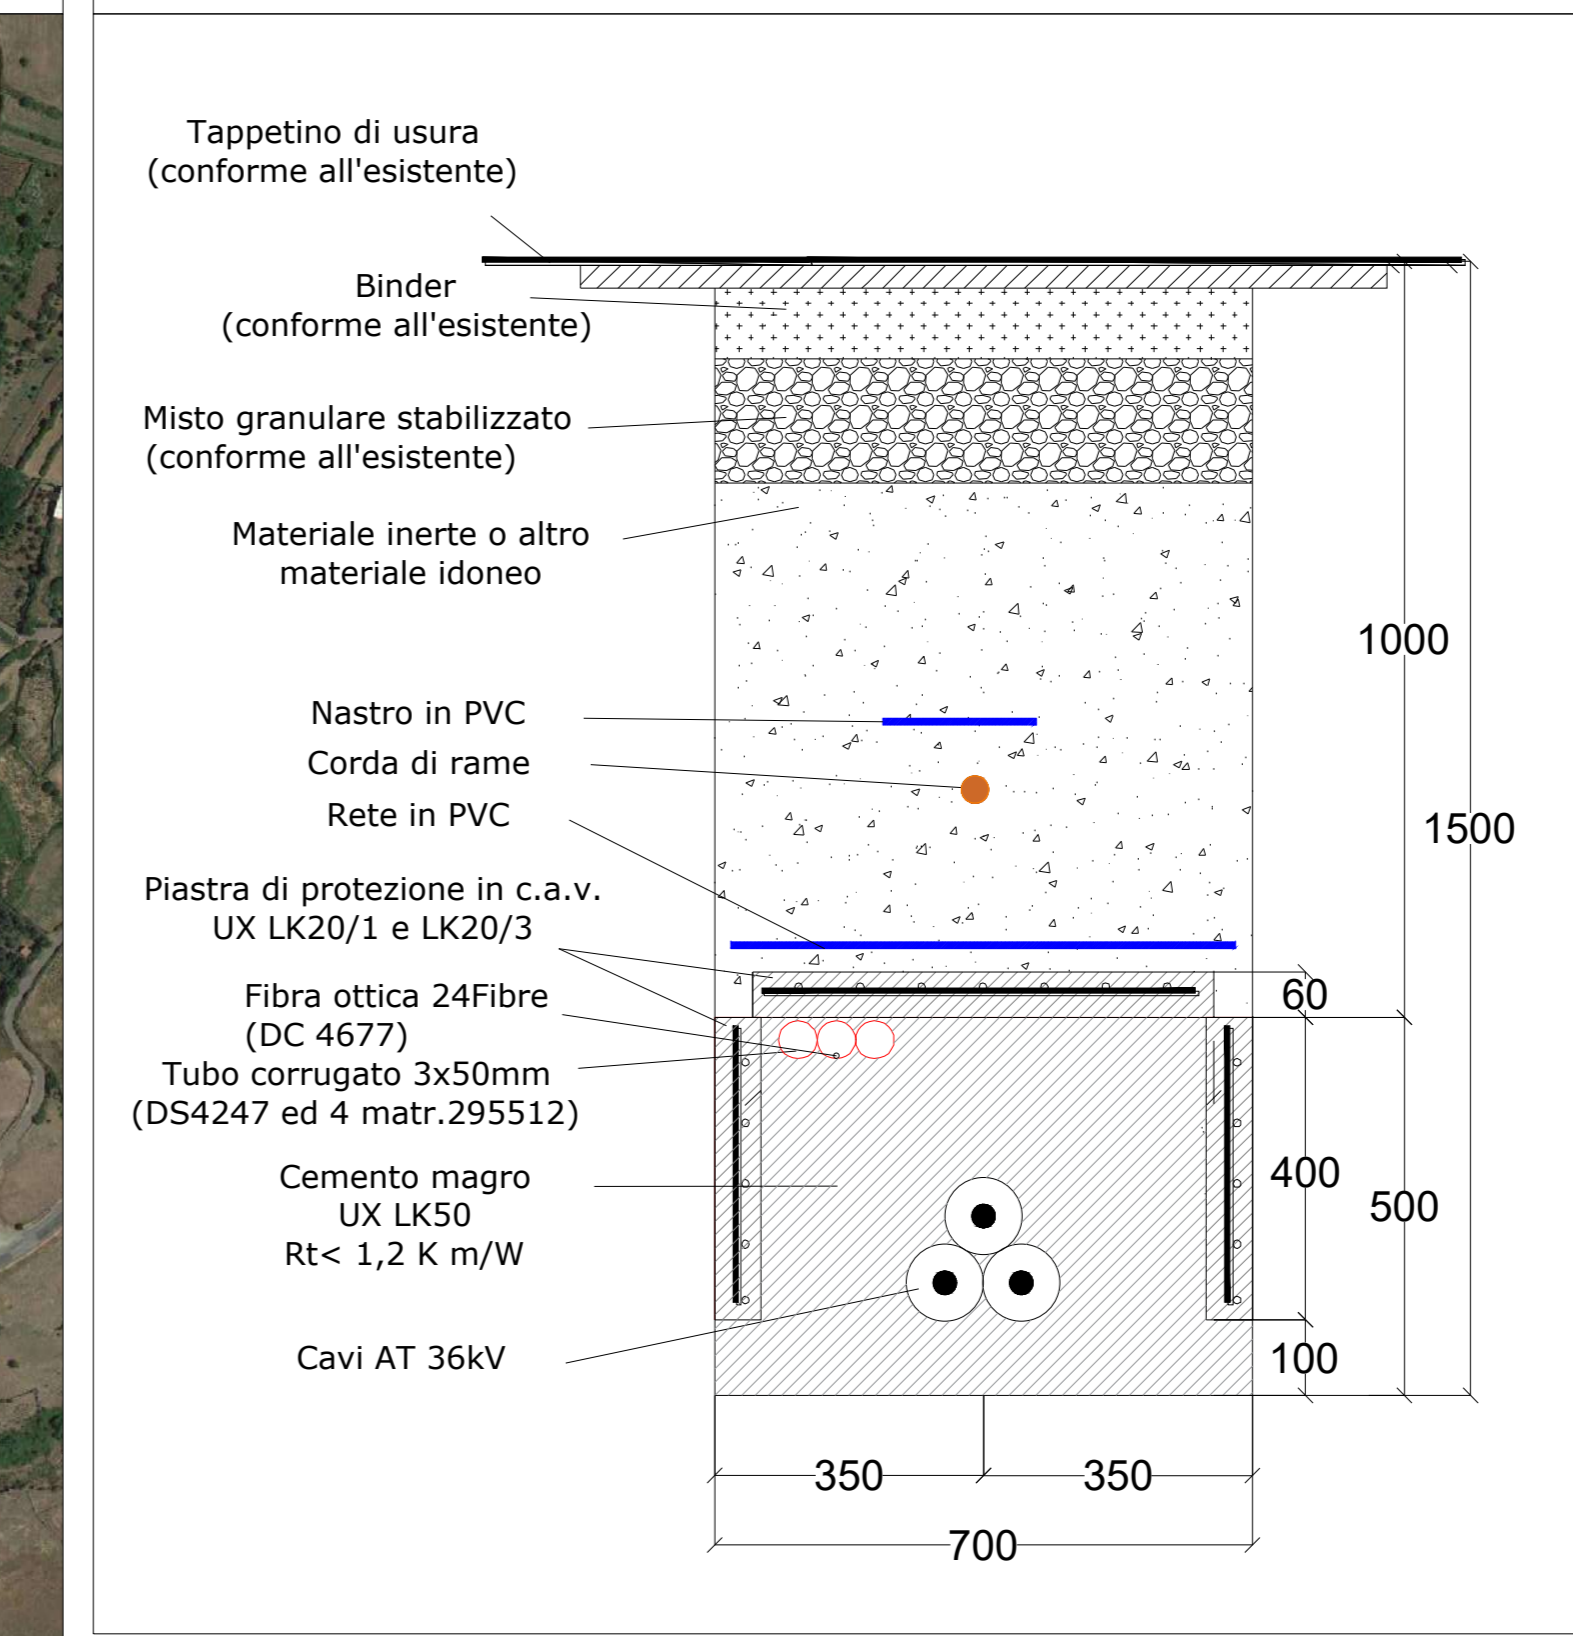 Tappetino di usura
(conforme all'esistente)
Binder
(conforme all'esistente)
Misto granulare stabilizzato
(conforme all'esistente)
Materiale inerte o altro
materiale idoneo
Nastro in PVC
Corda di rame
Rete in PVC
Piastra di protezione in c.a.v.
UX LK20/1 e LK20/3
Fibra ottica 24Fibre
(DC 4677)
Tubo corrugato 3x50mm
(DS4247 ed 4 matr.295512)
Cemento magro
UX LK50
Rt< 1,2 K m/W
Cavi AT 36kV
1000
1500
60
400
500
100
350
350
700